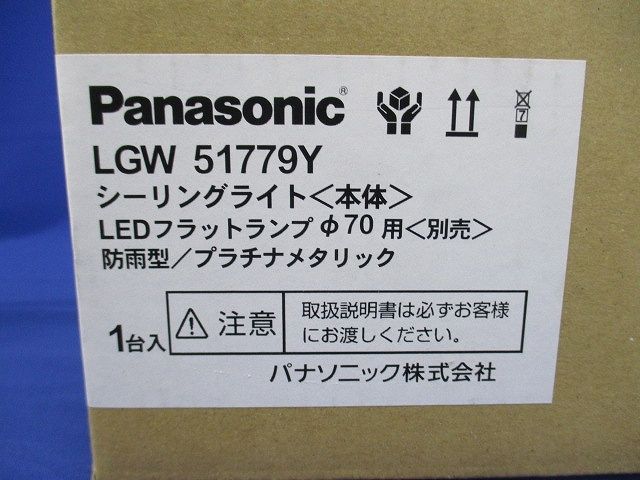 Panasonic®
7
LGW 51779Y
シーリングライト<本体>
LEDフラットランプ φ70 用<別売>
防雨型/プラチナメタリック
1台入
注意
取扱説明書は必ずお客様
にお渡しください。
パナソニック株式会社